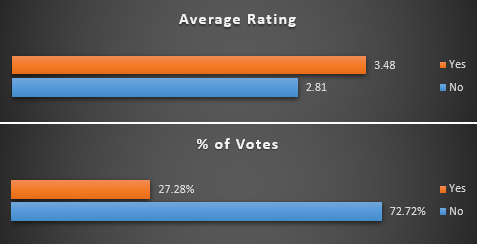 Average Rating
3.48
Yes
2.81
No
% of Votes
27.28%
Yes
72.72%
No